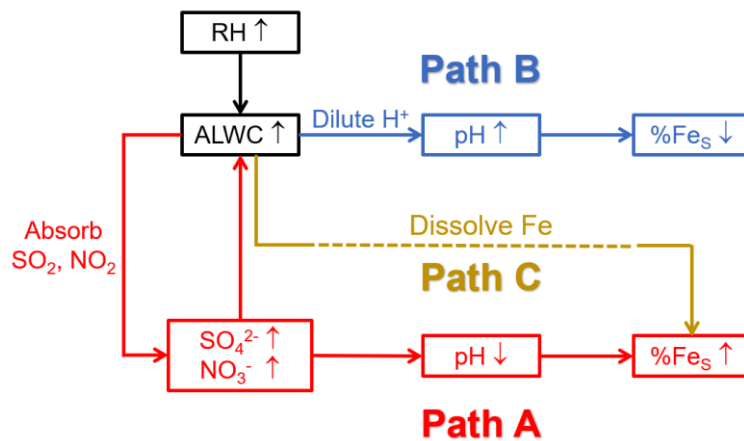 RH ↑
Path B
ALWC ↑
Dilute H⁺
pH ↑
%Feₛ ↓
Absorb
SO₂, NO₂
Dissolve Fe
Path C
SO₄²⁻ ↑
NO₃⁻ ↑
pH ↓
%Feₛ ↑
Path A